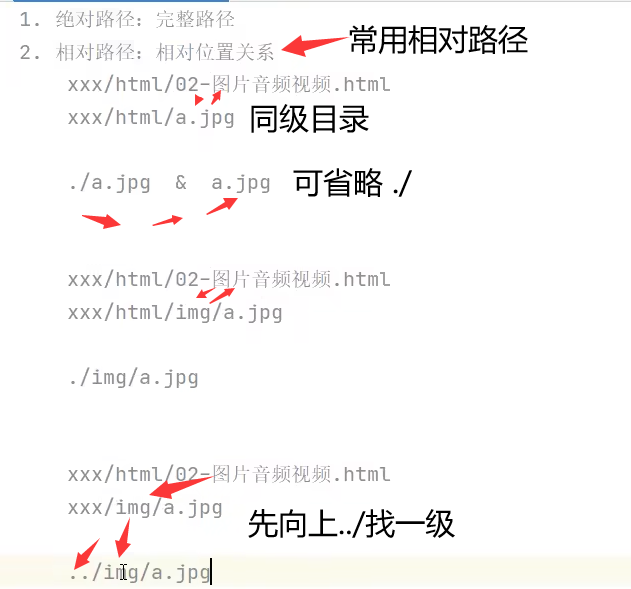 1. 绝对路径：完整路径
2. 相对路径：相对位置关系 常用相对路径
xxx/html/02-图片音频视频.html
xxx/html/a.jpg 同级目录
./a.jpg & a.jpg 可省略 ./
xxx/html/02-图片音频视频.html
xxx/html/img/a.jpg
./img/a.jpg
xxx/html/02-图片音频视频.html
xxx/img/a.jpg
先向上../找一级
../img/a.jpg